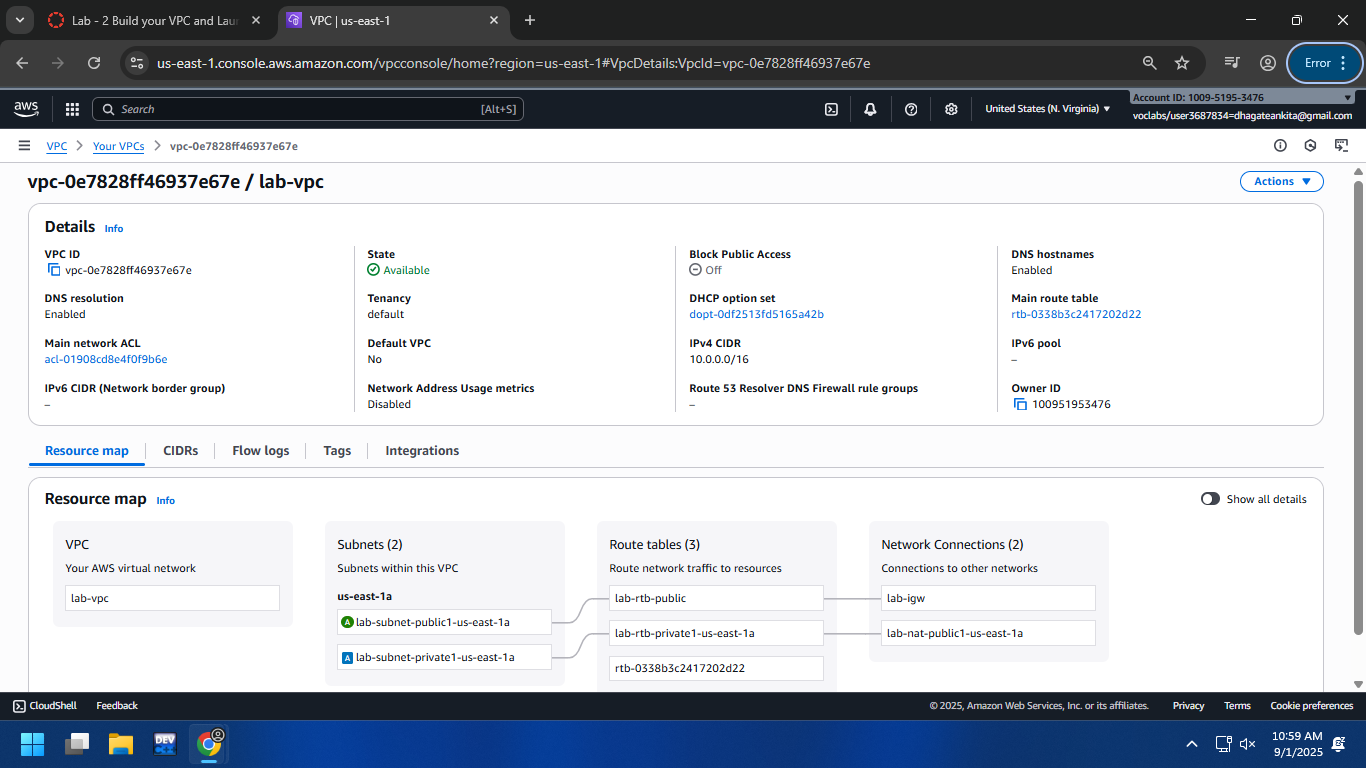 Lab - 2 Build your VPC and Laun
VPC | us-east-1
us-east-1.console.aws.amazon.com/vpcconsole/home?region=us-east-1#VpcDetails:VpcId=vpc-0e7828ff46937e67e
Error
aws
Search
[Alt+S]
United States (N. Virginia)
Account ID: 1009-5195-3476
voclabs/user3687834=dhagateankita@gmail.com
VPC
Your VPCs
vpc-0e7828ff46937e67e
vpc-0e7828ff46937e67e / lab-vpc
Actions
Details Info
VPC ID
vpc-0e7828ff46937e67e
State
Available
Block Public Access
Off
DNS hostnames
Enabled
DNS resolution
Enabled
Tenancy
default
DHCP option set
dopt-0df2513fd5165a42b
Main route table
rtb-0338b3c2417202d22
Main network ACL
acl-01908cd8e4f0f9b6e
Default VPC
No
IPv4 CIDR
10.0.0.0/16
IPv6 pool
–
IPv6 CIDR (Network border group)
–
Network Address Usage metrics
Disabled
Route 53 Resolver DNS Firewall rule groups
–
Owner ID
100951953476
Resource map
CIDRs
Flow logs
Tags
Integrations
Resource map Info
Show all details
VPC
Your AWS virtual network
lab-vpc
Subnets (2)
Subnets within this VPC
us-east-1a
A lab-subnet-public1-us-east-1a
A lab-subnet-private1-us-east-1a
Route tables (3)
Route network traffic to resources
lab-rtb-public
lab-rtb-private1-us-east-1a
rtb-0338b3c2417202d22
Network Connections (2)
Connections to other networks
lab-igw
lab-nat-public1-us-east-1a
CloudShell
Feedback
© 2025, Amazon Web Services, Inc. or its affiliates.
Privacy
Terms
Cookie preferences
DEV
10:59 AM
9/1/2025